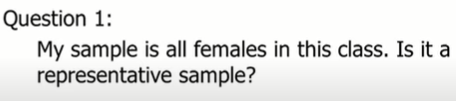 Question 1:
My sample is all females in this class. Is it a
representative sample?